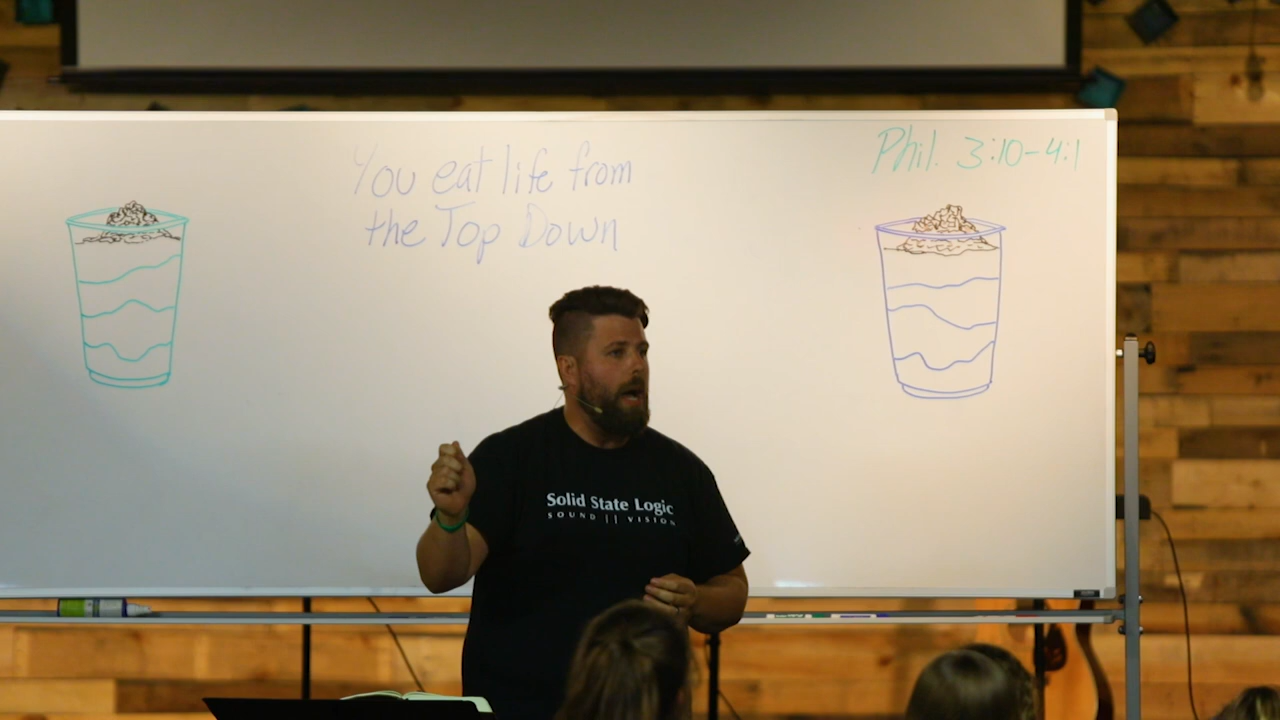 You eat life from
the Top Down
Phil. 3:10-4:1
Solid State Logic
SOUND || VISION